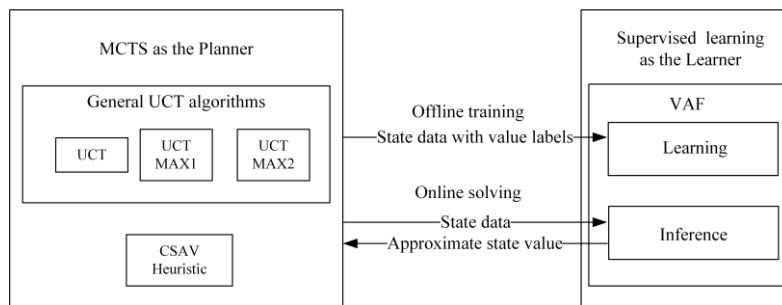 MCTS as the Planner
General UCT algorithms
UCT
UCT
MAX1
UCT
MAX2
CSAV
Heuristic
Offline training
State data with value labels
Online solving
State data
Approximate state value
Supervised learning
as the Learner
VAF
Learning
Inference